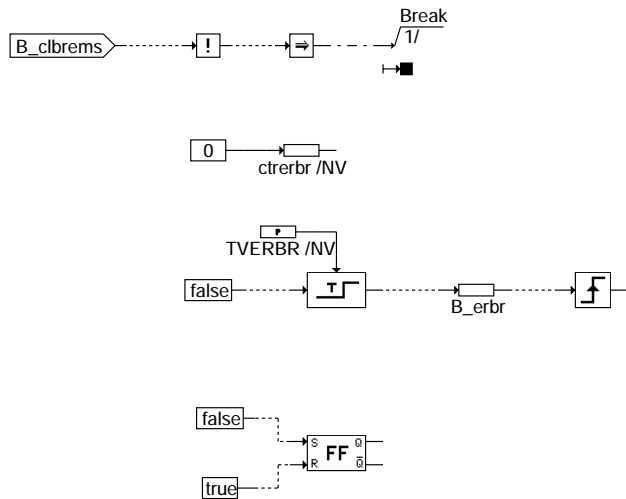 Break
B_clbrems ! ⇒ 1/
0
ctrerbr /NV
P
TVERBR /NV
false T
B_erbr
false
S Q
FF
R Q̅
true